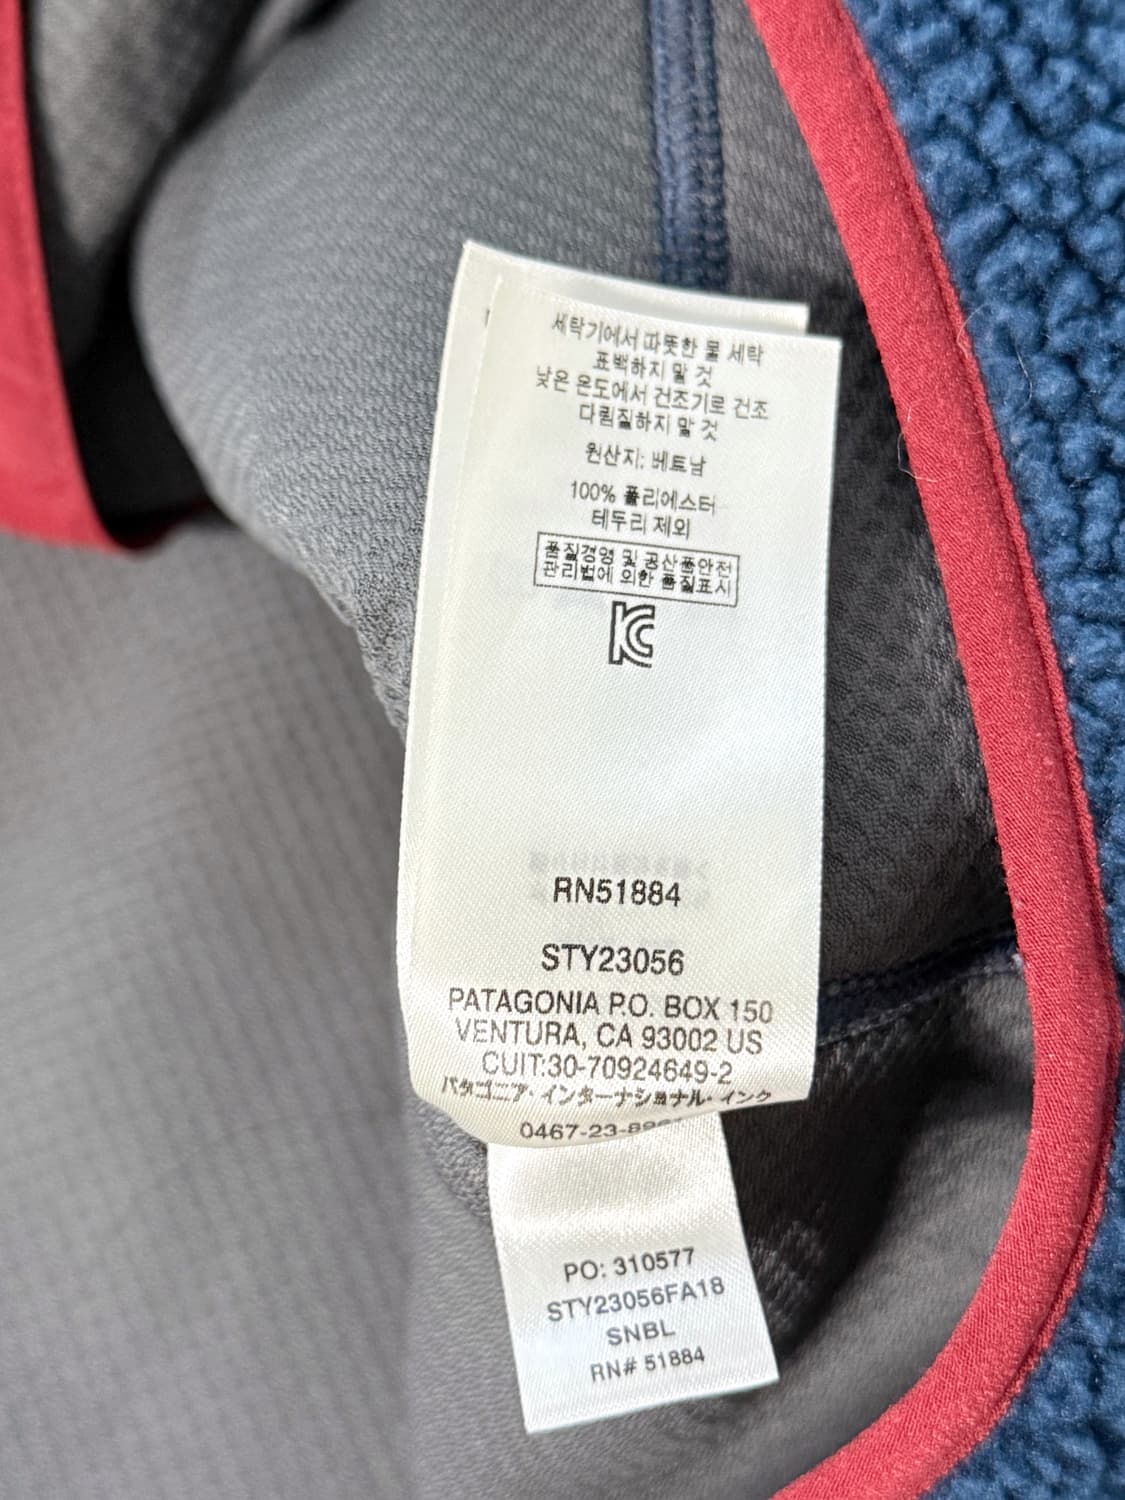 세탁기에서 따뜻한 물 세탁
표백하지 말 것
낮은 온도에서 건조기로 건조
다림질하지 말 것
원산지: 베트남
100% 폴리에스터
테두리 제외
품질경영 및 공산품안전
관리법에 의한 품질표시
RN51884
STY23056
PATAGONIA P.O. BOX 150
VENTURA, CA 93002 US
CUIT:30-70924649-2
パタゴニア・インターナショナル・インク
PO: 310577
STY23056FA18
SNBL
RN# 51884